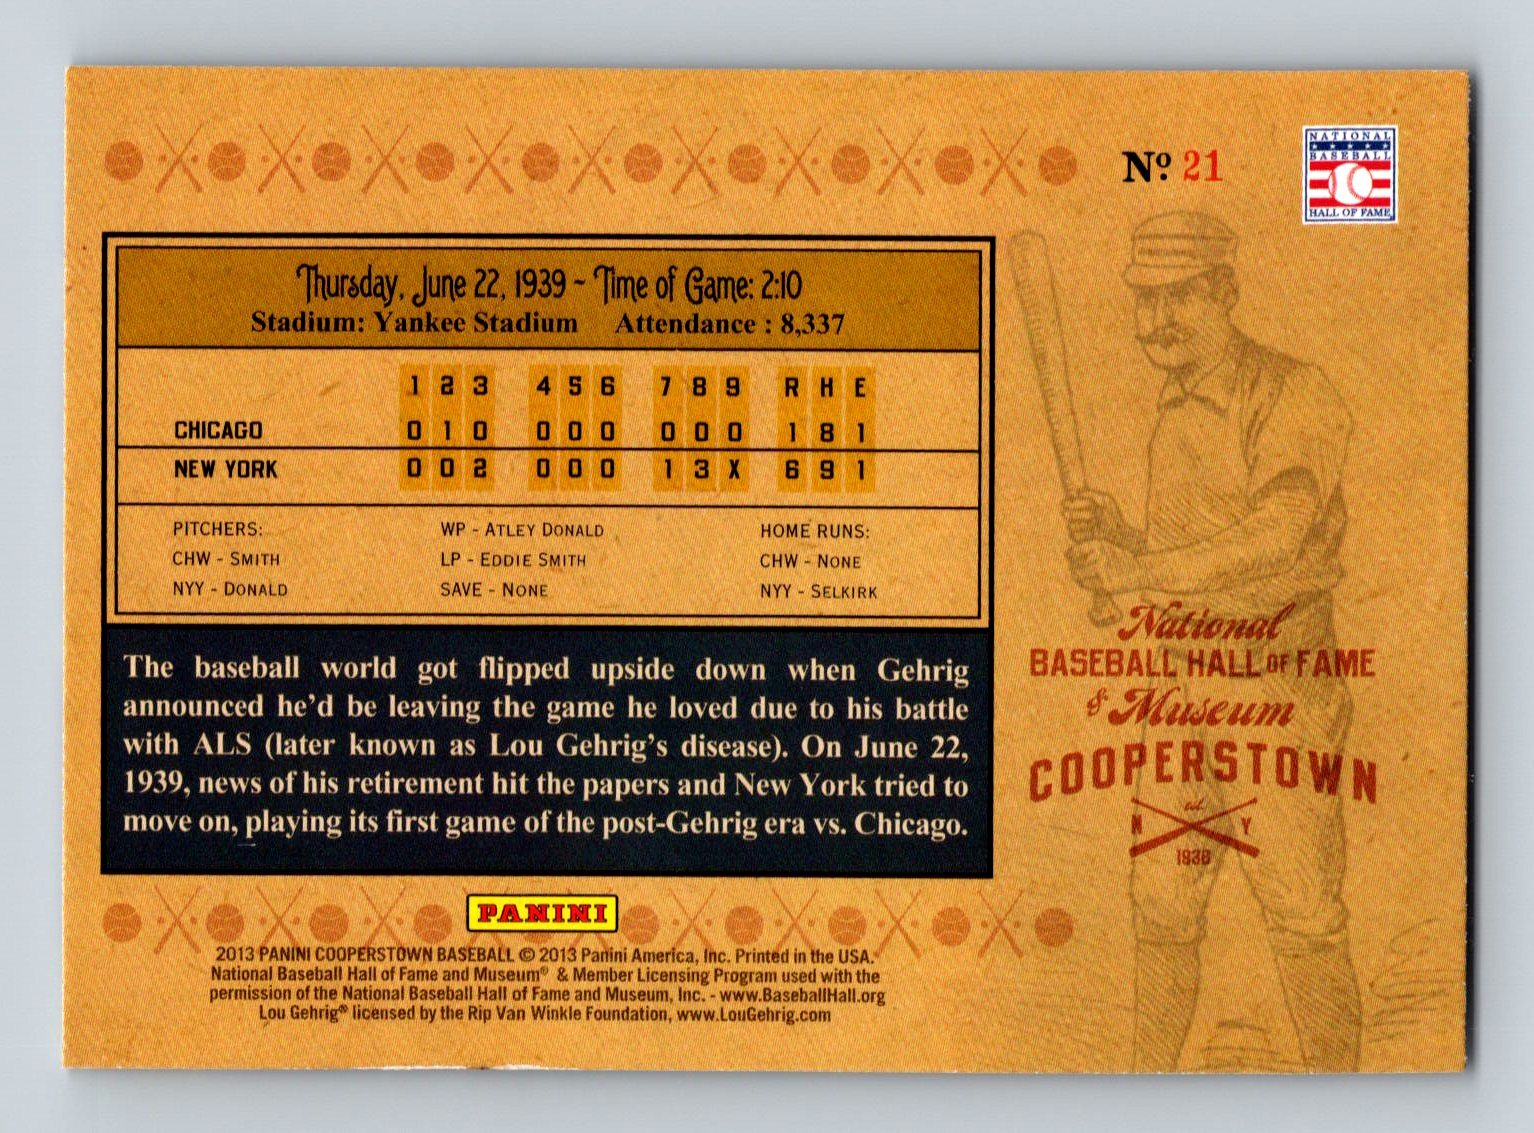 Nº 21
NATIONAL
BASEBALL
HALL OF FAME
Thursday, June 22, 1939 ~ Time of Game: 2:10
Stadium: Yankee Stadium Attendance : 8,337
1 2 3 4 5 6 7 8 9 R H E
CHICAGO 0 1 0 0 0 0 0 0 0 1 8 1
NEW YORK 0 0 2 0 0 0 1 3 X 6 9 1
PITCHERS: WP - ATLEY DONALD HOME RUNS:
CHW - SMITH LP - EDDIE SMITH CHW - NONE
NYY - DONALD SAVE - NONE NYY - SELKIRK
The baseball world got flipped upside down when Gehrig
announced he'd be leaving the game he loved due to his battle
with ALS (later known as Lou Gehrig's disease). On June 22,
1939, news of his retirement hit the papers and New York tried to
move on, playing its first game of the post-Gehrig era vs. Chicago.
National
BASEBALL HALL OF FAME
& Museum
COOPERSTOWN
est.
N Y
1938
PANINI
2013 PANINI COOPERSTOWN BASEBALL © 2013 Panini America, Inc. Printed in the USA.
National Baseball Hall of Fame and Museum® & Member Licensing Program used with the
permission of the National Baseball Hall of Fame and Museum, Inc. - www.BaseballHall.org
Lou Gehrig® licensed by the Rip Van Winkle Foundation, www.LouGehrig.com